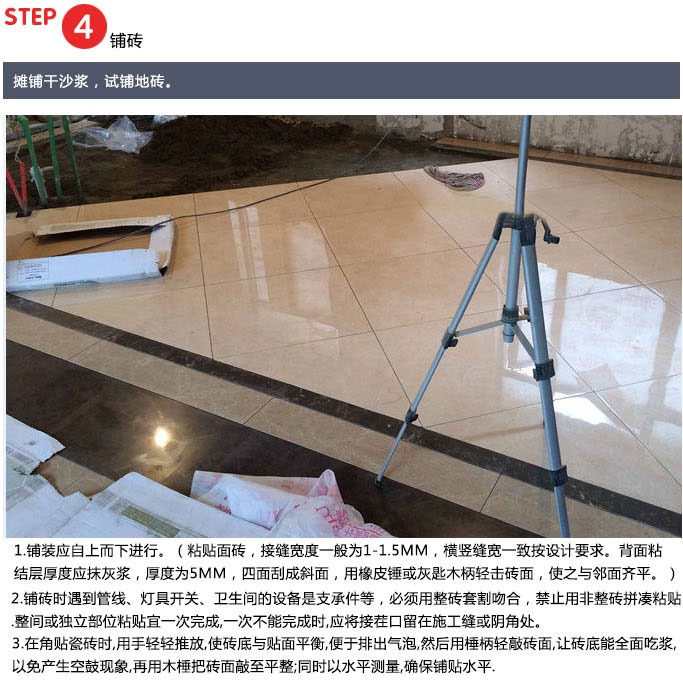 STEP 4 铺砖
摊铺干沙浆，试铺地砖。
1.铺装应自上而下进行。（粘贴面砖，接缝宽度一般为1-1.5MM，横竖缝宽一致按设计要求。背面粘
结层厚度应抹灰浆，厚度为5MM，四面刮成斜面，用橡皮锤或灰匙木柄轻击砖面，使之与邻面齐平。）
2.铺砖时遇到管线、灯具开关、卫生间的设备是支承件等，必须用整砖套割吻合，禁止用非整砖拼凑粘贴
.整间或独立部位粘贴宜一次完成,一次不能完成时,应将接茬口留在施工缝或阴角处。
3.在角贴瓷砖时,用手轻轻推放,使砖底与贴面平衡,便于排出气泡,然后用棰柄轻敲砖面,让砖底能全面吃浆,
以免产生空鼓现象,再用木棰把砖面敲至平整;同时以水平测量,确保铺贴水平.